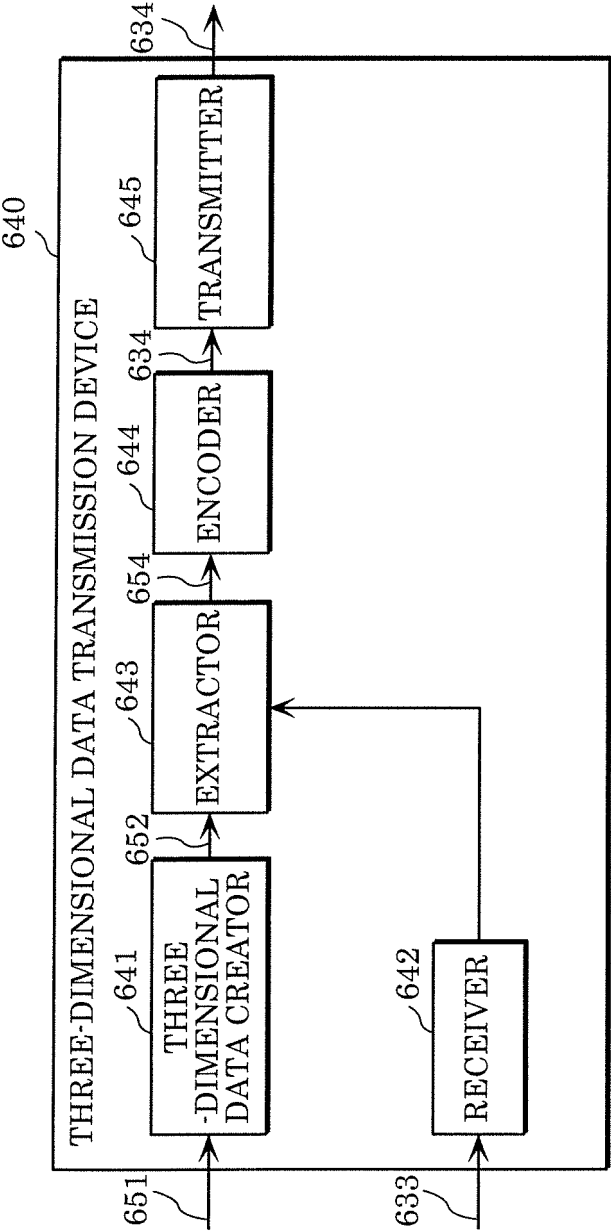 640
THREE-DIMENSIONAL DATA TRANSMISSION DEVICE
651
641
THREE
-DIMENSIONAL
DATA CREATOR
652
643
EXTRACTOR
654
644
ENCODER
634
645
TRANSMITTER
634
633
642
RECEIVER